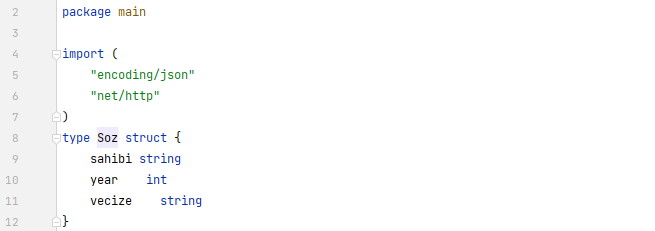 2 package main
3
4 import (
5     "encoding/json"
6     "net/http"
7 )
8 type Soz struct {
9     sahibi string
10     year    int
11     vecize    string
12 }